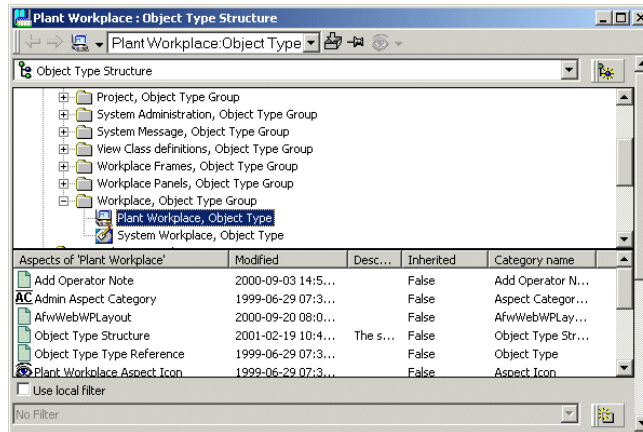 Plant Workplace : Object Type Structure
Plant Workplace:Object Type
Object Type Structure
Project, Object Type Group
System Administration, Object Type Group
System Message, Object Type Group
View Class definitions, Object Type Group
Workplace Frames, Object Type Group
Workplace Panels, Object Type Group
Workplace, Object Type Group
Plant Workplace, Object Type
System Workplace, Object Type
Aspects of 'Plant Workplace' Modified Desc... Inherited Category name
Add Operator Note 2000-09-03 14:5... False Add Operator N...
AC Admin Aspect Category 1999-06-29 07:3... False Aspect Categor...
AfwWebWPLayout 2000-09-20 08:0... False AfwWebWPLay...
Object Type Structure 2001-02-19 10:4... The s... False Object Type Str...
Object Type Type Reference 1999-06-29 07:3... False Object Type
Plant Workplace Aspect Icon 1999-06-29 07:3... False Aspect Icon
Use local filter
No Filter